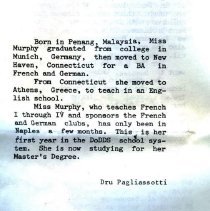 Born in Penang, Malaysia, Miss
Murphy graduated from college in
Munich, Germany, then moved to New
Haven, Connecticut for a BA in
French and German.
From Connecticut she moved to
Athens, Greece, to teach in an Eng-
lish school.
Miss Murphy, who teaches French
I through IV and sponsors the French
and German clubs, has only been in
Naples a few months. This is her
first year in the DoDDS school sys-
tem. She is now studying for her
Master's Degree.
Dru Pagliassotti